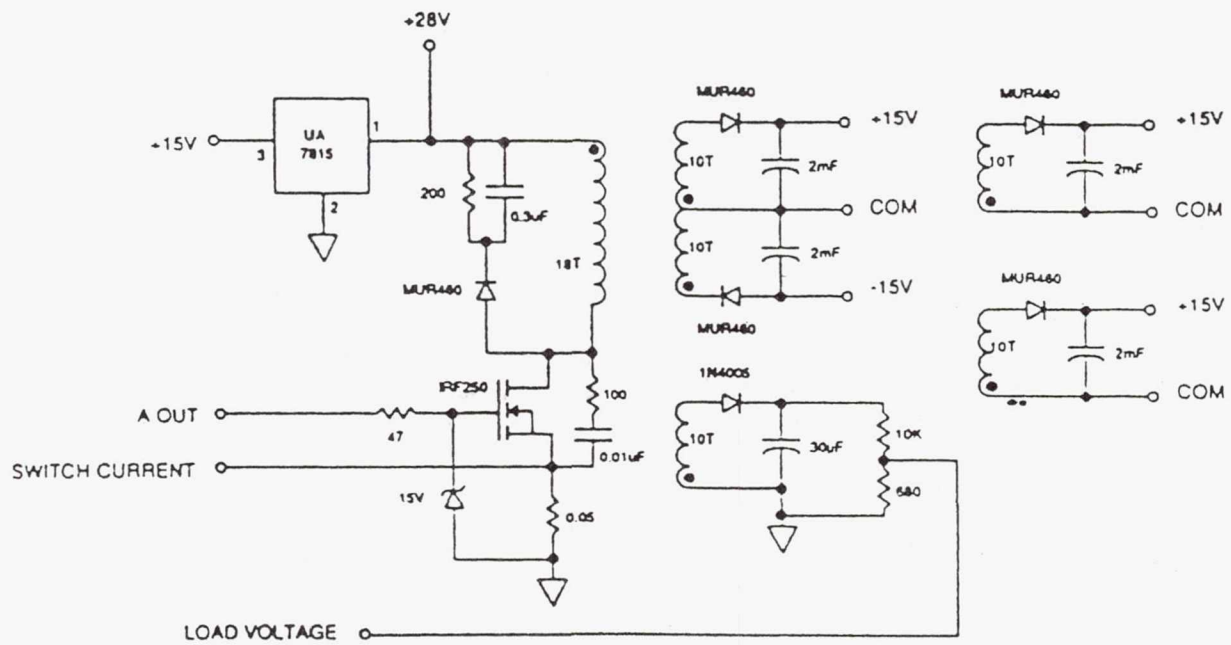 +28V
UA
7815
1
+15V
3
2
200
0.3uF
18T
MUR460
IRF250
100
A OUT
47
0.01uF
SWITCH CURRENT
15V
0.05
LOAD VOLTAGE
MUR460
+15V
10T
2mF
COM
10T
2mF
-15V
MUR460
1N4005
10T
30uF
10K
680
MUR460
+15V
10T
2mF
COM
MUR460
+15V
10T
2mF
COM